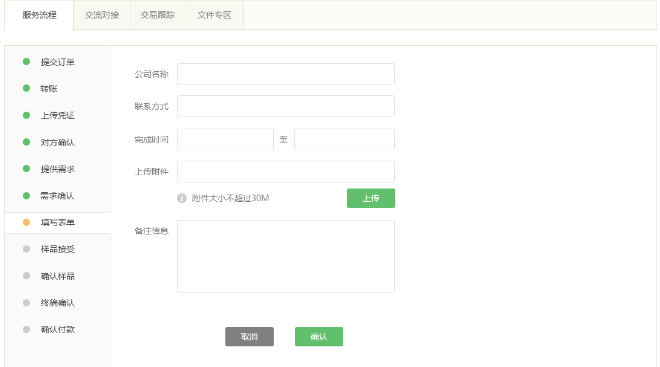 服务流程 交流对接 交易跟踪 文件专区
提交订单
转账
上传凭证
对方确认
提供需求
需求确认
填写表单
样品接受
确认样品
终稿确认
确认付款
公司名称
联系方式
完成时间 至
上传附件
附件大小不超过30M 上传
备注信息
取消 确认